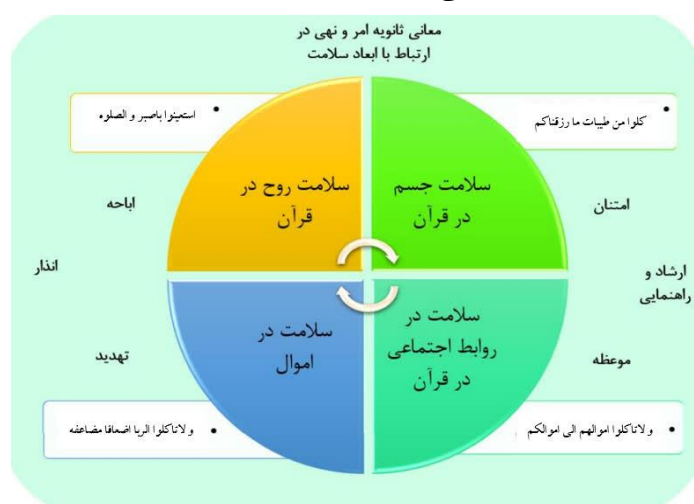 معانی ثانویه امر و نهی در
ارتباط با ابعاد سلامت
کلوا من طیبات ما رزقناکم
استعینوا باصبر و الصلوه
سلامت جسم
در قرآن
سلامت روح در
قرآن
امتنان
اباحه
ارشاد و
راهنمایی
انذار
سلامت در
روابط اجتماعی
در قرآن
سلامت در
اموال
موعظه
تهدید
و لاتاکلوا اموالهم الی اموالکم
و لاتاکلوا الربا اضعافا مضاعفه